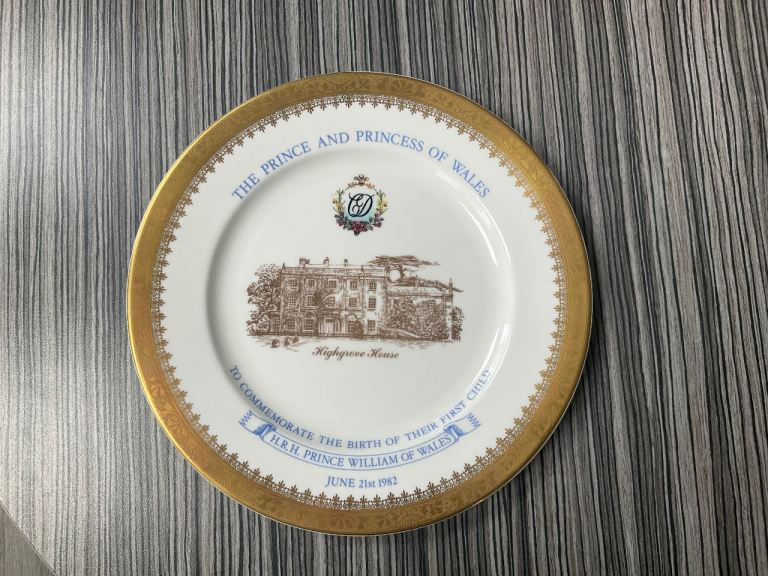 THE PRINCE AND PRINCESS OF WALES
CD
Highgrove House
TO COMMEMORATE THE BIRTH OF THEIR FIRST CHILD
H.R.H. PRINCE WILLIAM OF WALES
JUNE 21st 1982